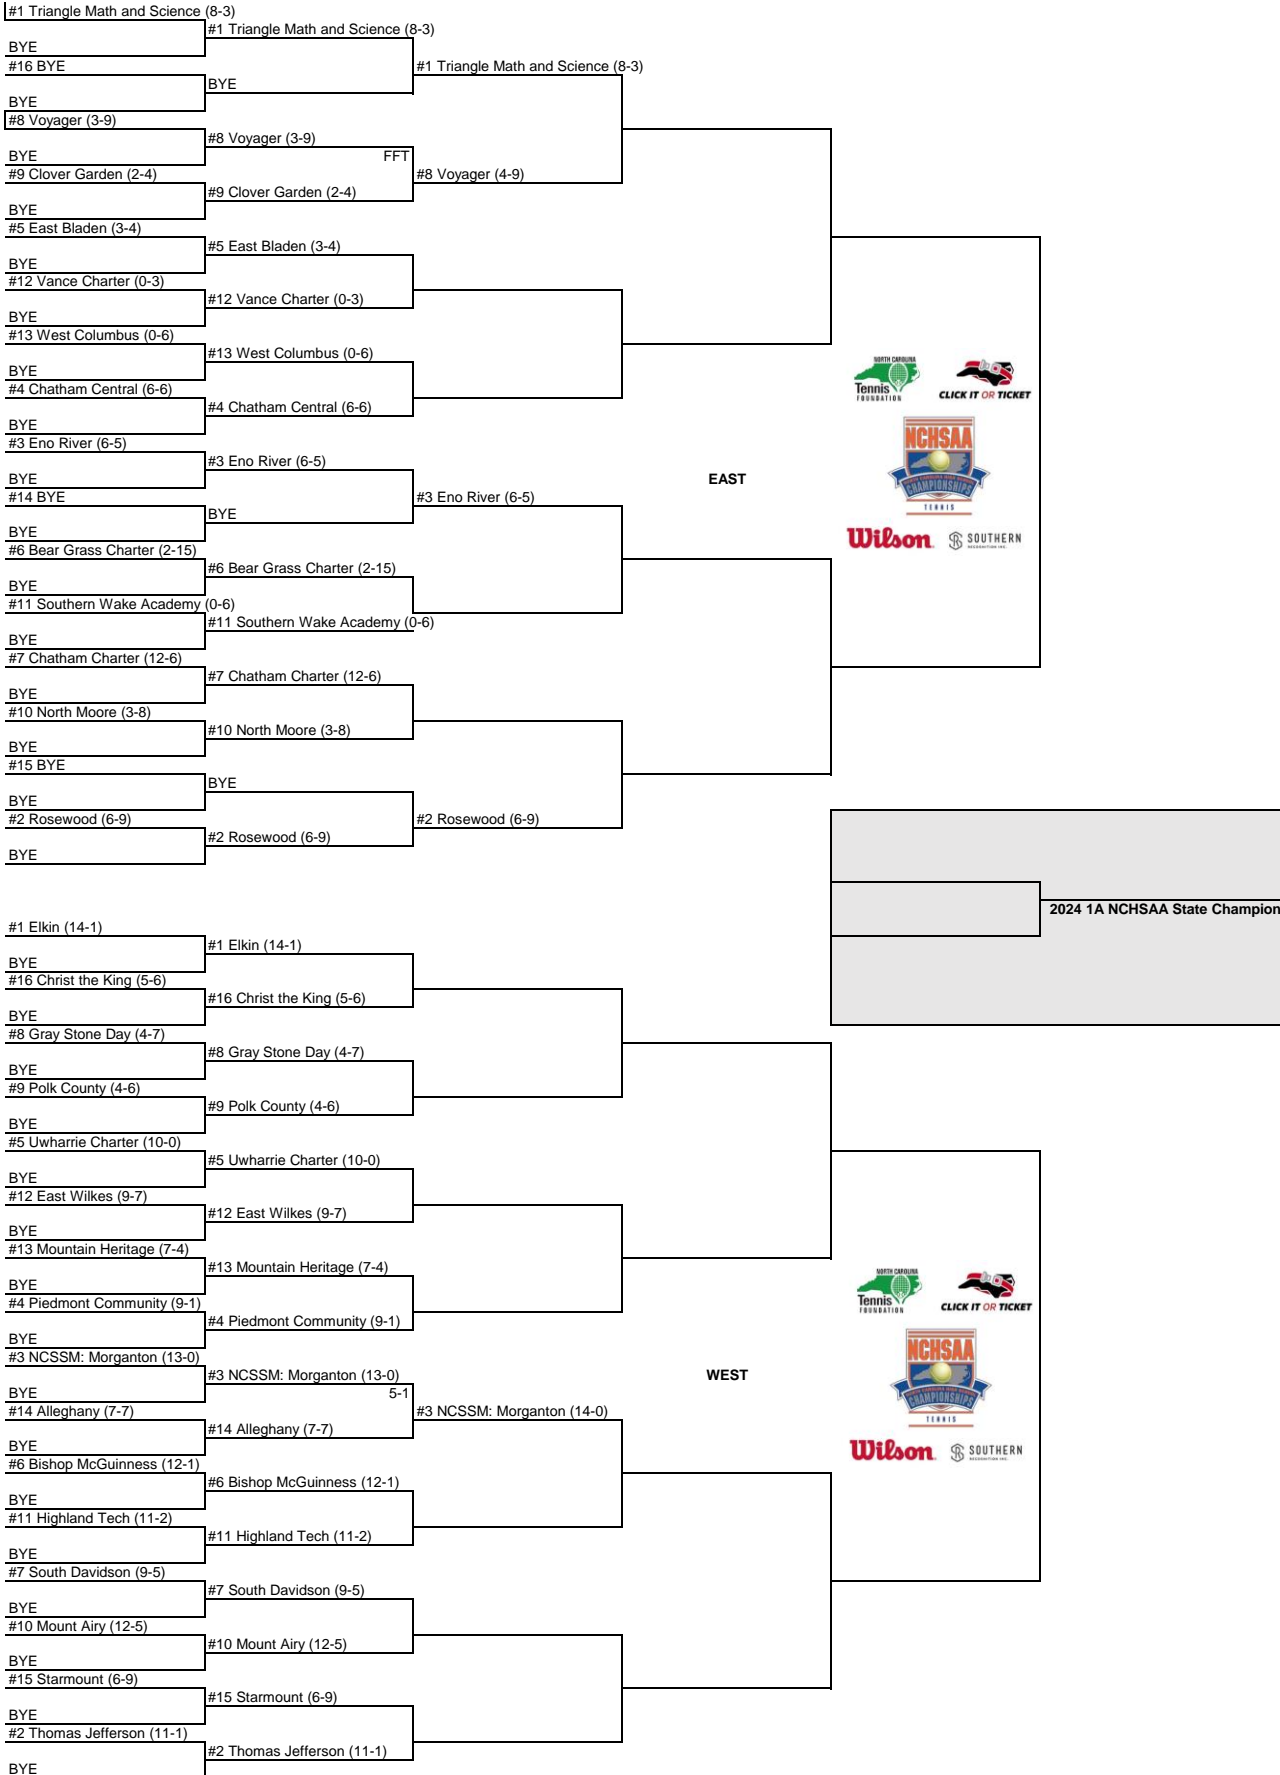 #1 Triangle Math and Science (8-3)
#1 Triangle Math and Science (8-3)
BYE
#16 BYE
#1 Triangle Math and Science (8-3)
BYE
BYE
#8 Voyager (3-9)
#8 Voyager (3-9)
BYE
FFT
#9 Clover Garden (2-4)
#8 Voyager (4-9)
#9 Clover Garden (2-4)
BYE
#5 East Bladen (3-4)
#5 East Bladen (3-4)
BYE
#12 Vance Charter (0-3)
#12 Vance Charter (0-3)
BYE
#13 West Columbus (0-6)
#13 West Columbus (0-6)
BYE
#4 Chatham Central (6-6)
#4 Chatham Central (6-6)
BYE
#3 Eno River (6-5)
#3 Eno River (6-5)
BYE
#14 BYE
#3 Eno River (6-5)
BYE
BYE
#6 Bear Grass Charter (2-15)
#6 Bear Grass Charter (2-15)
BYE
#11 Southern Wake Academy (0-6)
#11 Southern Wake Academy (0-6)
BYE
#7 Chatham Charter (12-6)
#7 Chatham Charter (12-6)
BYE
#10 North Moore (3-8)
#10 North Moore (3-8)
BYE
#15 BYE
BYE
BYE
#2 Rosewood (6-9)
#2 Rosewood (6-9)
#2 Rosewood (6-9)
BYE
EAST
NORTH CAROLINA
Tennis
FOUNDATION
CLICK IT OR TICKET
NCHSAA
CHAMPIONSHIPS
TENNIS
Wilson
SOUTHERN
2024 1A NCHSAA State Champion
#1 Elkin (14-1)
#1 Elkin (14-1)
BYE
#16 Christ the King (5-6)
#16 Christ the King (5-6)
BYE
#8 Gray Stone Day (4-7)
#8 Gray Stone Day (4-7)
BYE
#9 Polk County (4-6)
#9 Polk County (4-6)
BYE
#5 Uwharrie Charter (10-0)
#5 Uwharrie Charter (10-0)
BYE
#12 East Wilkes (9-7)
#12 East Wilkes (9-7)
BYE
#13 Mountain Heritage (7-4)
#13 Mountain Heritage (7-4)
BYE
#4 Piedmont Community (9-1)
#4 Piedmont Community (9-1)
BYE
#3 NCSSM: Morganton (13-0)
#3 NCSSM: Morganton (13-0)
BYE
5-1
#14 Alleghany (7-7)
#3 NCSSM: Morganton (14-0)
#14 Alleghany (7-7)
BYE
#6 Bishop McGuinness (12-1)
#6 Bishop McGuinness (12-1)
BYE
#11 Highland Tech (11-2)
#11 Highland Tech (11-2)
BYE
#7 South Davidson (9-5)
#7 South Davidson (9-5)
BYE
#10 Mount Airy (12-5)
#10 Mount Airy (12-5)
BYE
#15 Starmount (6-9)
#15 Starmount (6-9)
BYE
#2 Thomas Jefferson (11-1)
#2 Thomas Jefferson (11-1)
BYE
WEST
NORTH CAROLINA
Tennis
FOUNDATION
CLICK IT OR TICKET
NCHSAA
CHAMPIONSHIPS
TENNIS
Wilson
SOUTHERN